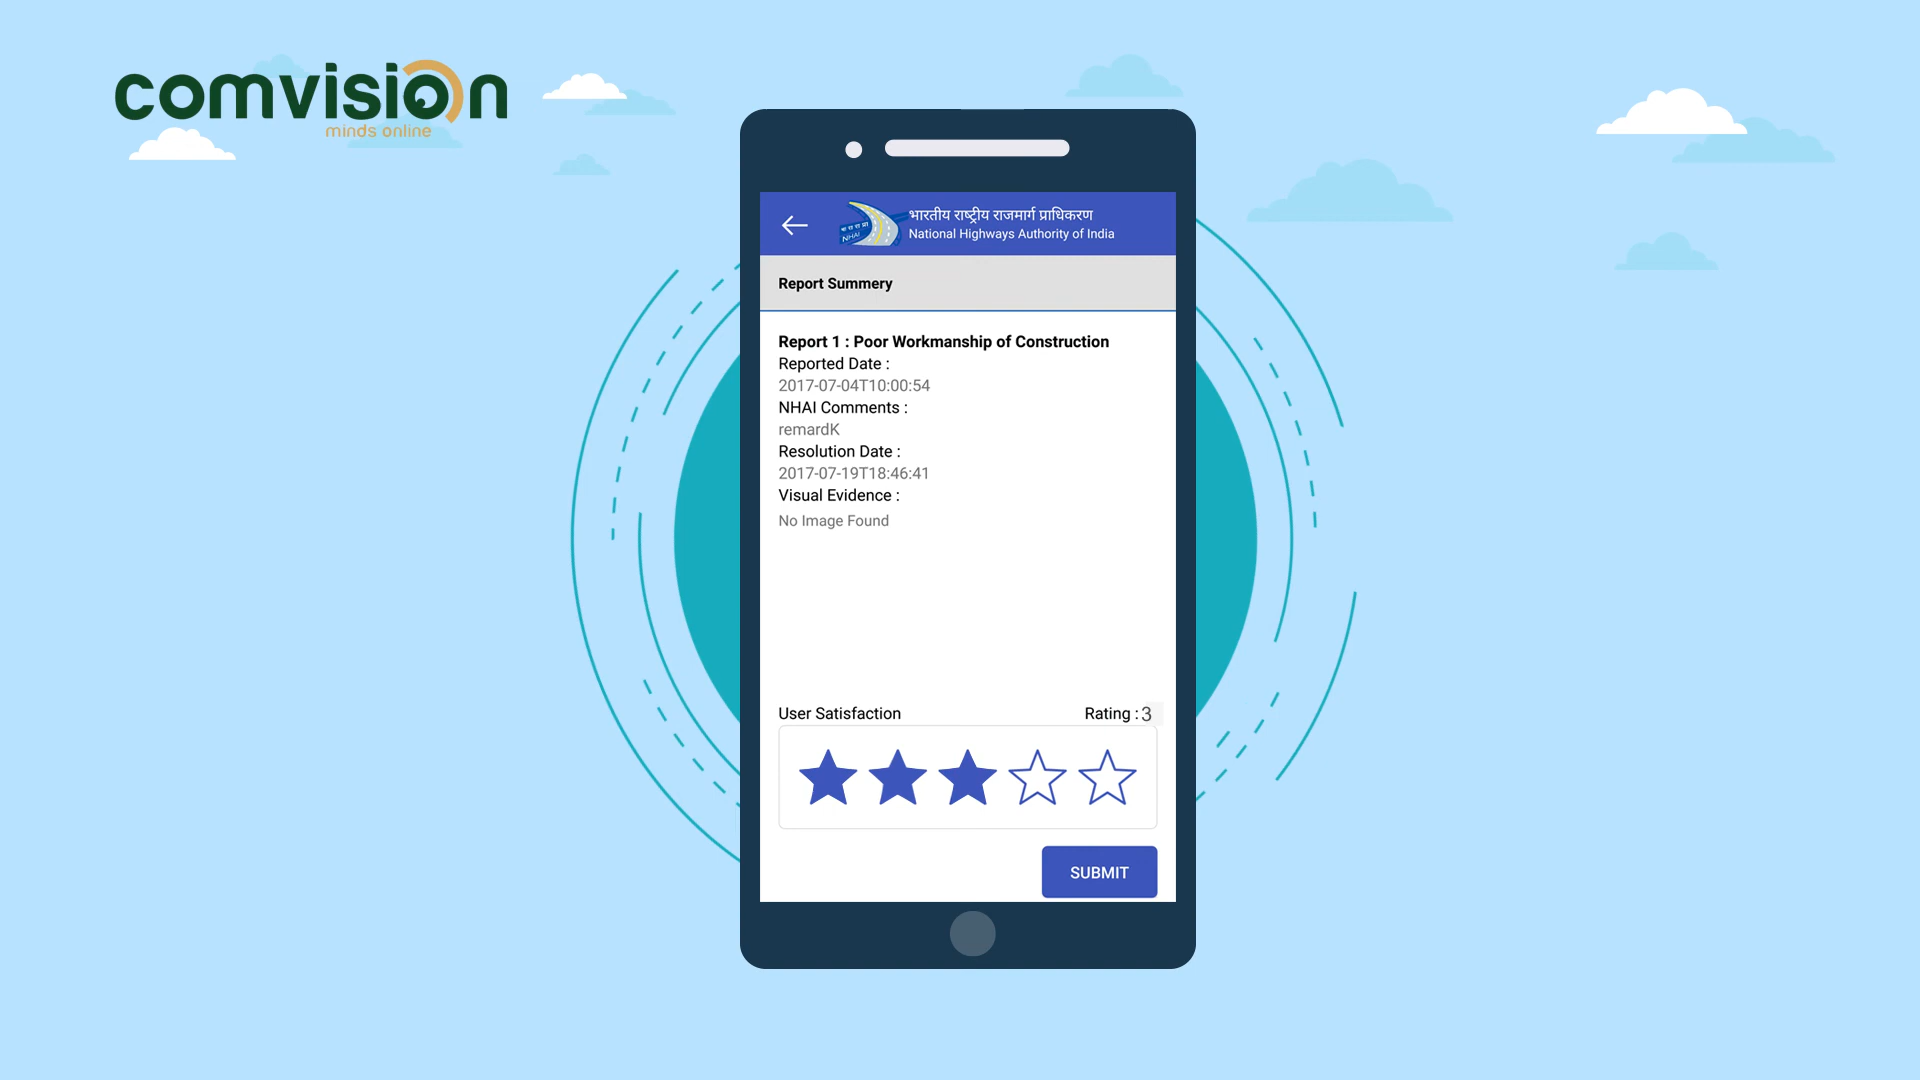 comvision
minds online
भारतीय राष्ट्रीय राजमार्ग प्राधिकरण
National Highways Authority of India
भा रा रा प्रा
NHAI
Report Summery
Report 1 : Poor Workmanship of Construction
Reported Date :
2017-07-04T10:00:54
NHAI Comments :
remardK
Resolution Date :
2017-07-19T18:46:41
Visual Evidence :
No Image Found
User Satisfaction
Rating : 3
SUBMIT